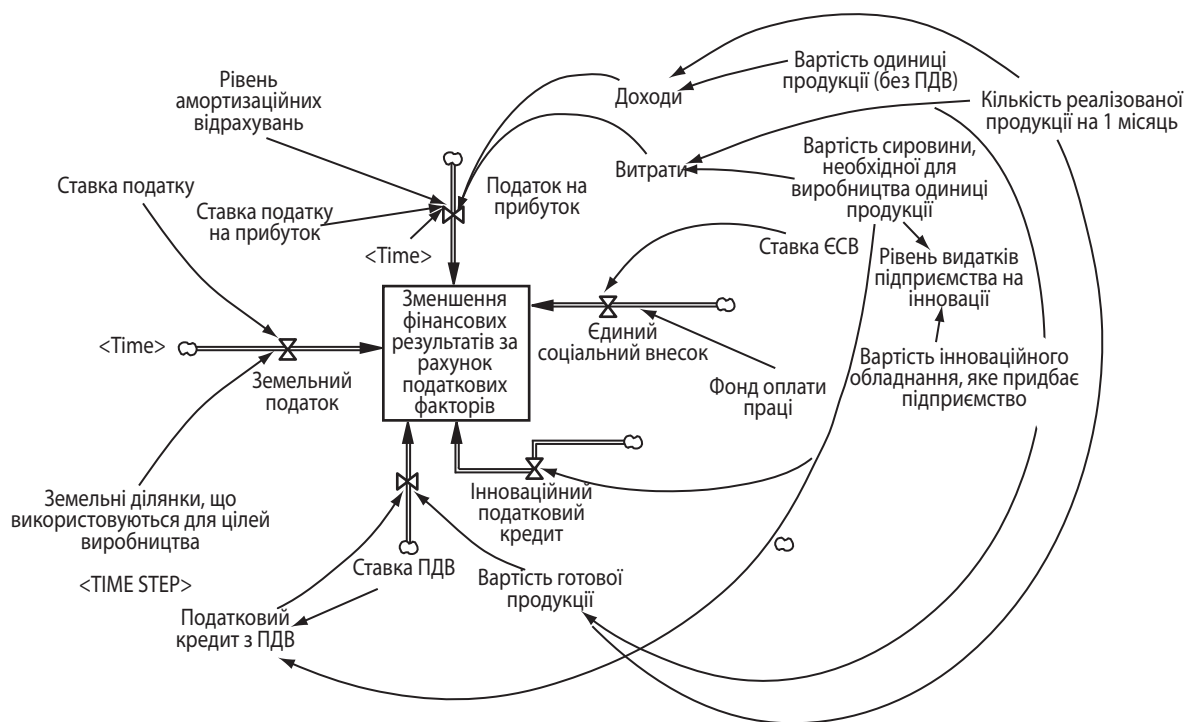 Рівень
амортизаційних
відрахувань
Доходи
Вартість одиниці
продукції (без ПДВ)
Кількість реалізованої
продукції на 1 місяць
Витрати
Вартість сировини,
необхідної для
виробництва одиниці
продукції
Ставка податку
Ставка податку
на прибуток
Податок на
прибуток
<Time>
Ставка ЄСВ
Рівень видатків
підприємства на
інновації
Зменшення
фінансових
результатів за
рахунок
податкових
факторів
Єдиний
соціальний внесок
<Time>
Земельний
податок
Вартість інноваційного
обладнання, яке придбає
підприємство
Фонд оплати
праці
Інноваційний
податковий
кредит
Земельні ділянки, що
використовуються для цілей
виробництва
<TIME STEP>
Ставка ПДВ
Вартість готової
продукції
Податковий
кредит з ПДВ